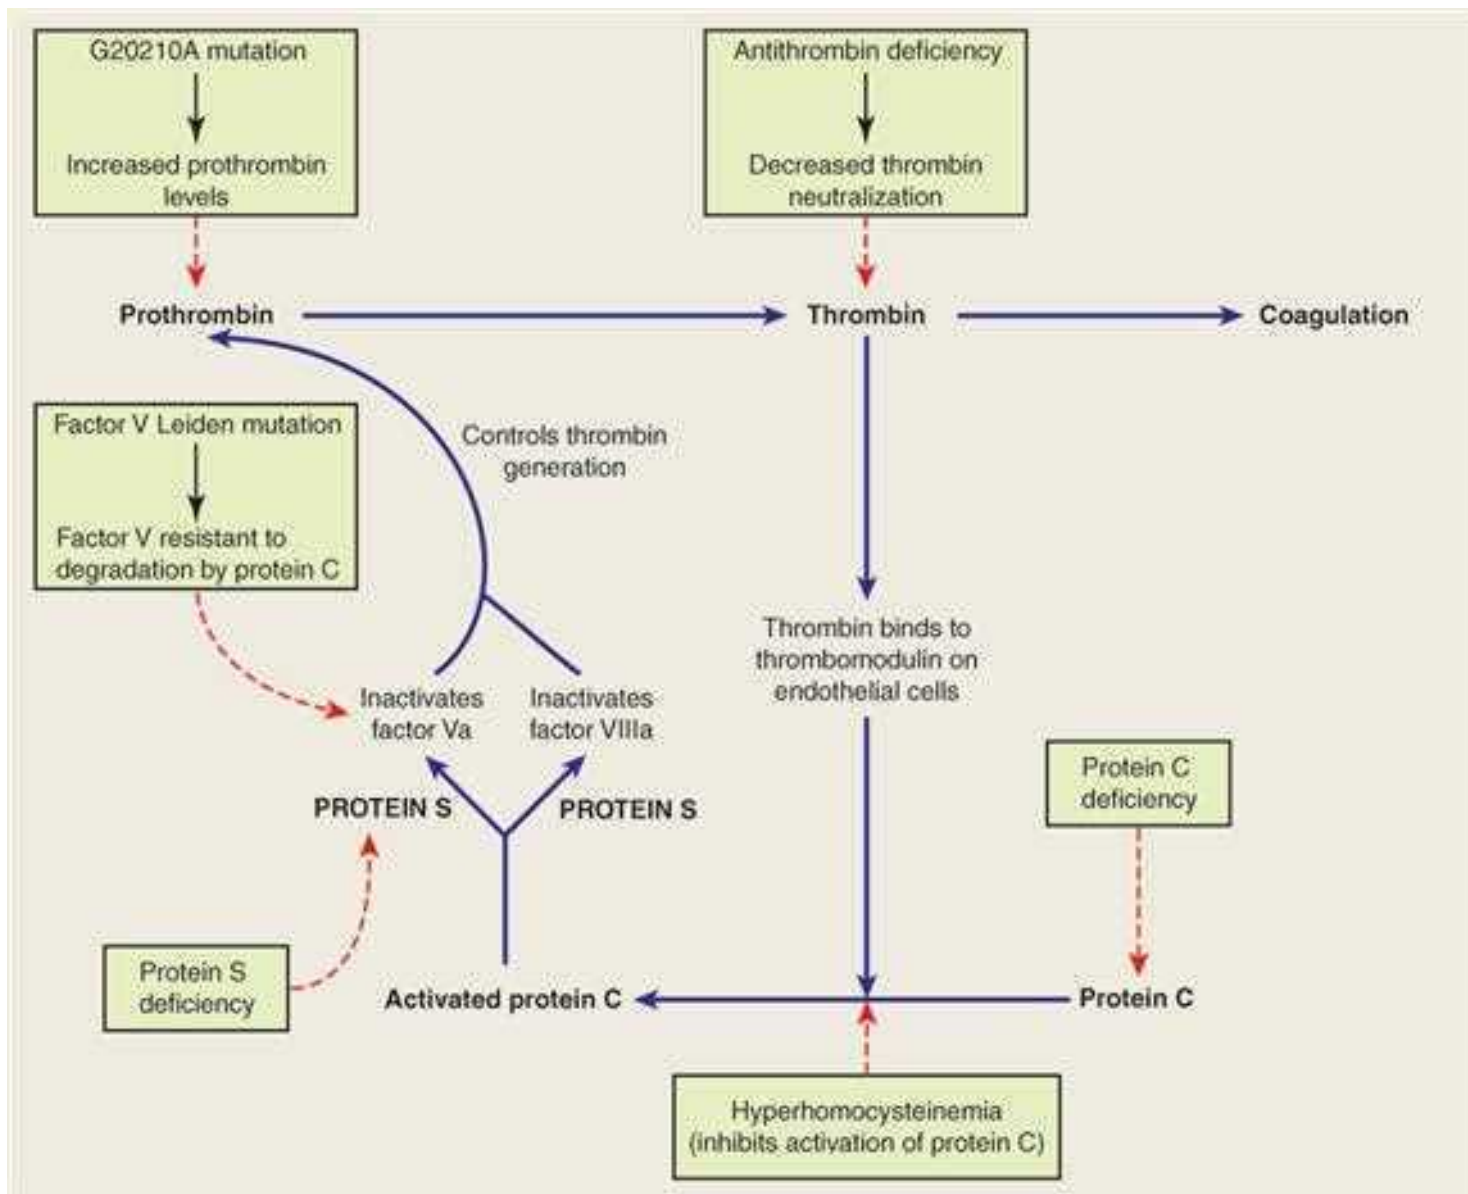 G20210A mutation
Increased prothrombin
levels
Antithrombin deficiency
Decreased thrombin
neutralization
Prothrombin
Thrombin
Coagulation
Factor V Leiden mutation
Factor V resistant to
degradation by protein C
Controls thrombin
generation
Thrombin binds to
thrombomodulin on
endothelial cells
Inactivates
factor Va
Inactivates
factor VIIIa
PROTEIN S
PROTEIN S
Protein C
deficiency
Protein S
deficiency
Activated protein C
Protein C
Hyperhomocysteinemia
(inhibits activation of protein C)